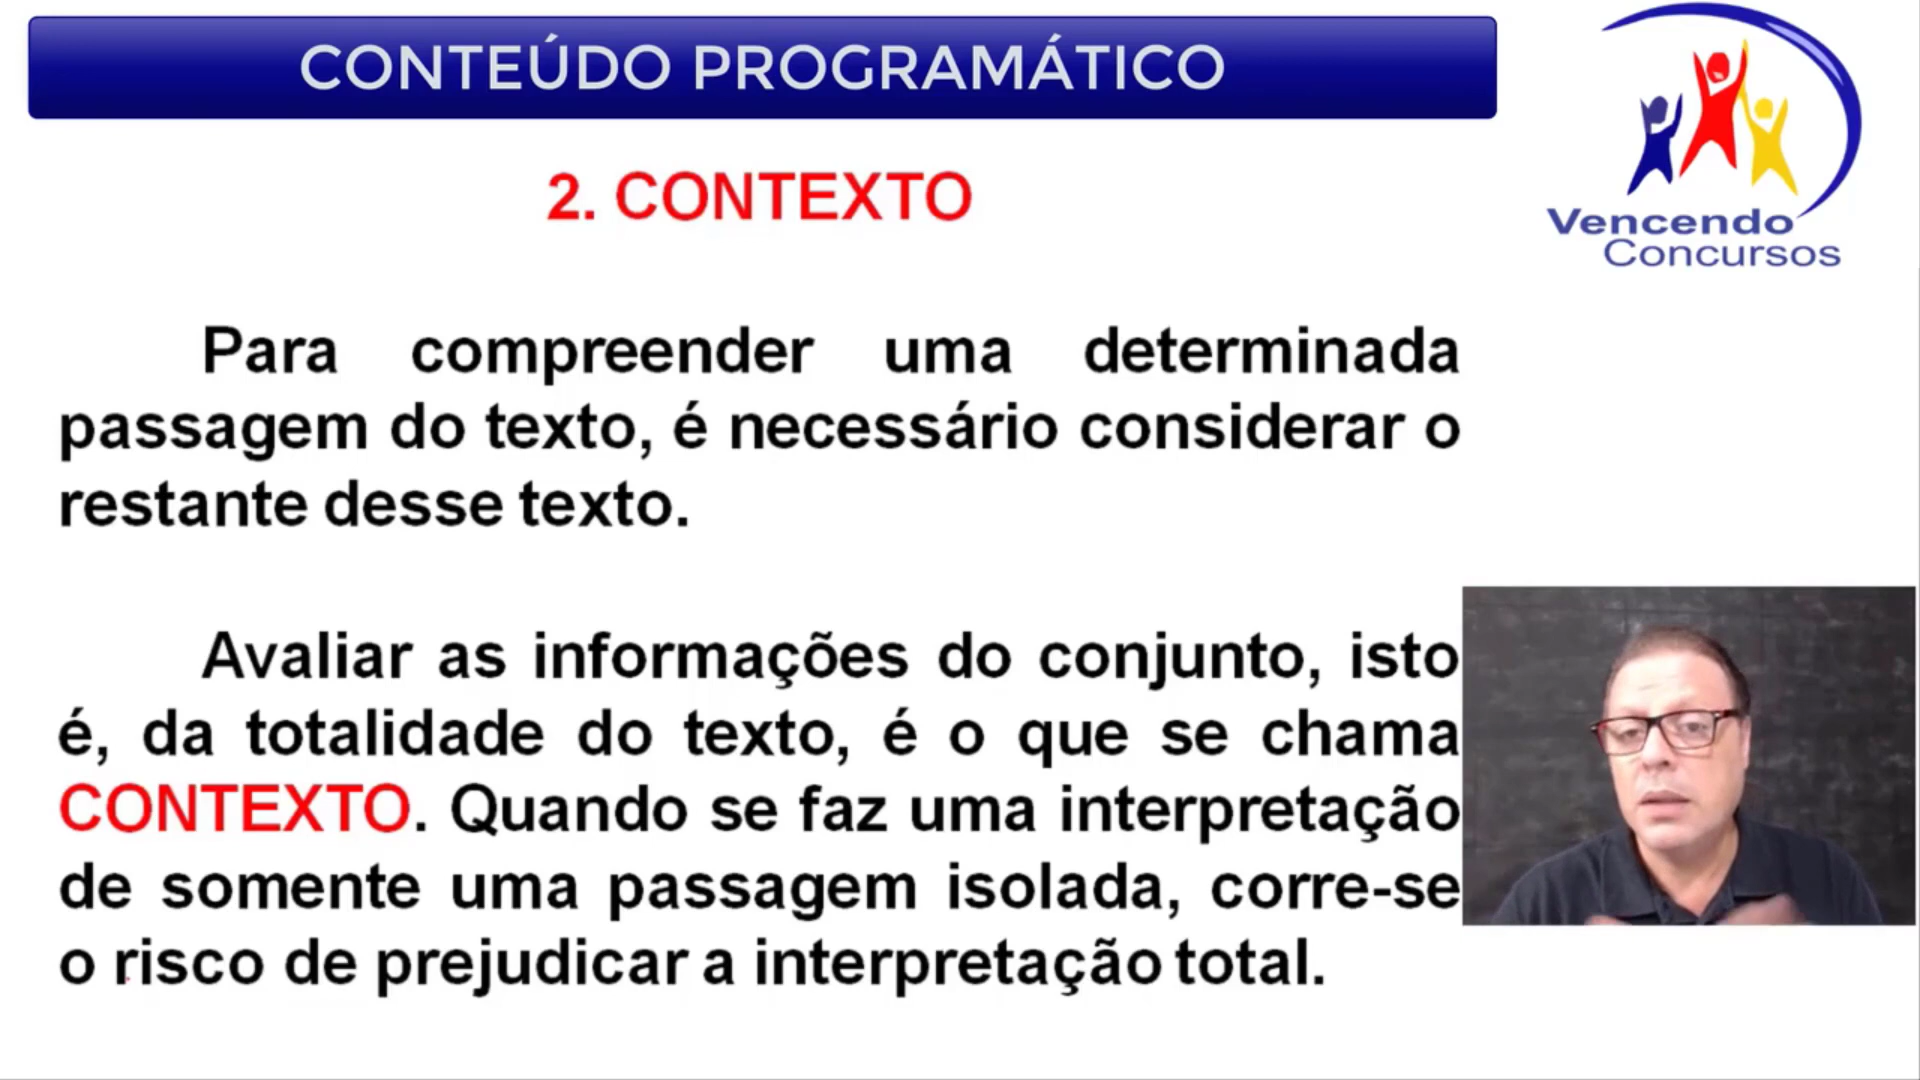 CONTEÚDO PROGRAMÁTICO
2. CONTEXTO
Vencendo
Concursos
Para compreender uma determinada
passagem do texto, é necessário considerar o
restante desse texto.
Avaliar as informações do conjunto, isto
é, da totalidade do texto, é o que se chama
CONTEXTO. Quando se faz uma interpretação
de somente uma passagem isolada, corre-se
o risco de prejudicar a interpretação total.